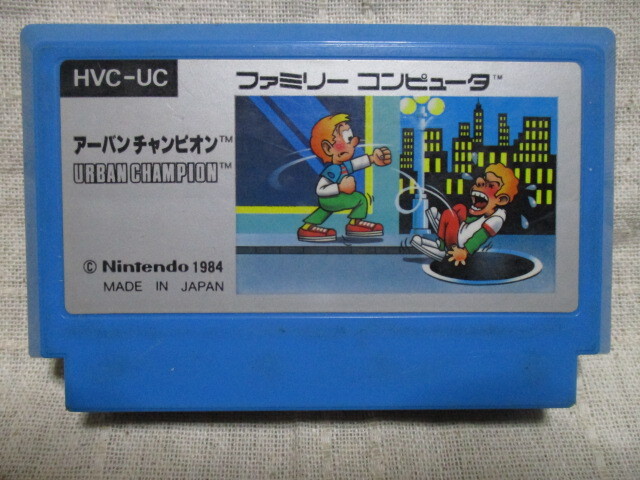 HVC-UC
ファミリー コンピュータ™
アーバンチャンピオン™
URBAN CHAMPION™
© Nintendo 1984
MADE IN JAPAN